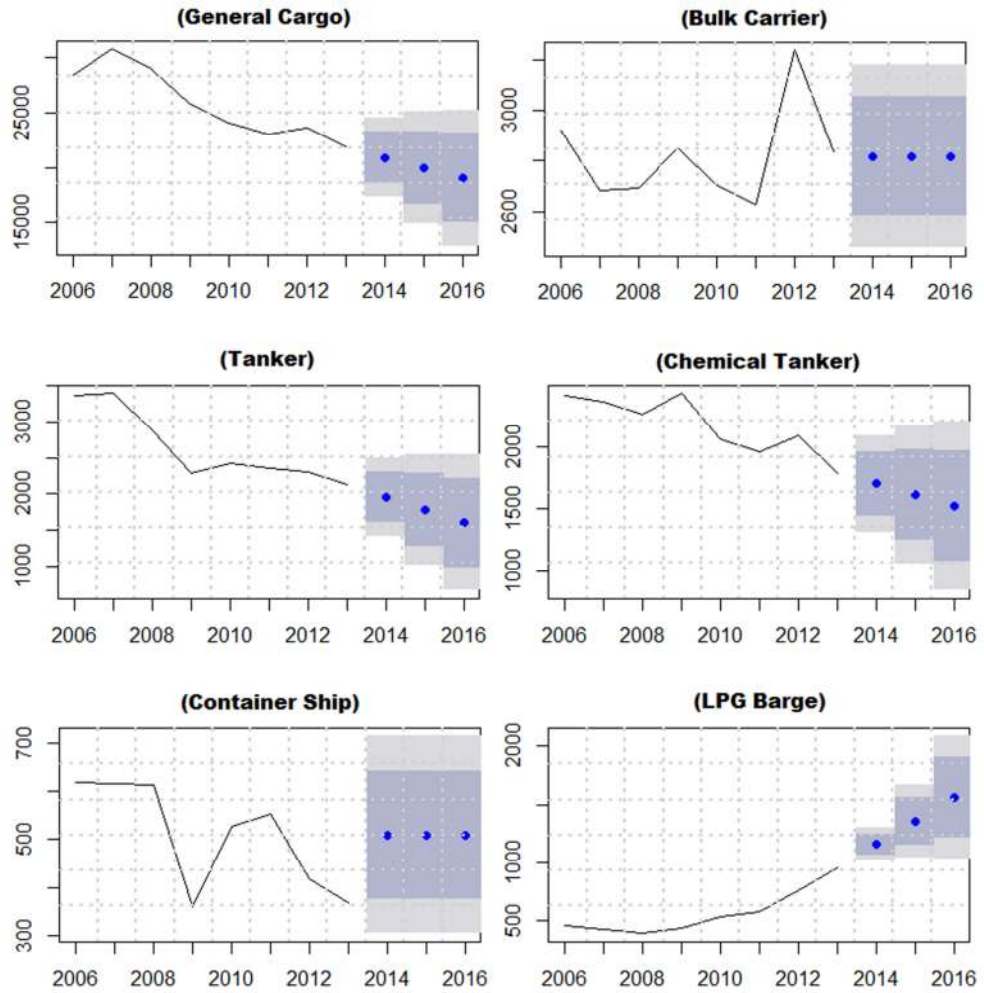 (General Cargo)
25000
15000
2006 2008 2010 2012 2014 2016
(Bulk Carrier)
3000
2600
2006 2008 2010 2012 2014 2016
(Tanker)
3000
2000
1000
2006 2008 2010 2012 2014 2016
(Chemical Tanker)
2000
1500
1000
2006 2008 2010 2012 2014 2016
(Container Ship)
700
500
300
2006 2008 2010 2012 2014 2016
(LPG Barge)
2000
1000
500
2006 2008 2010 2012 2014 2016